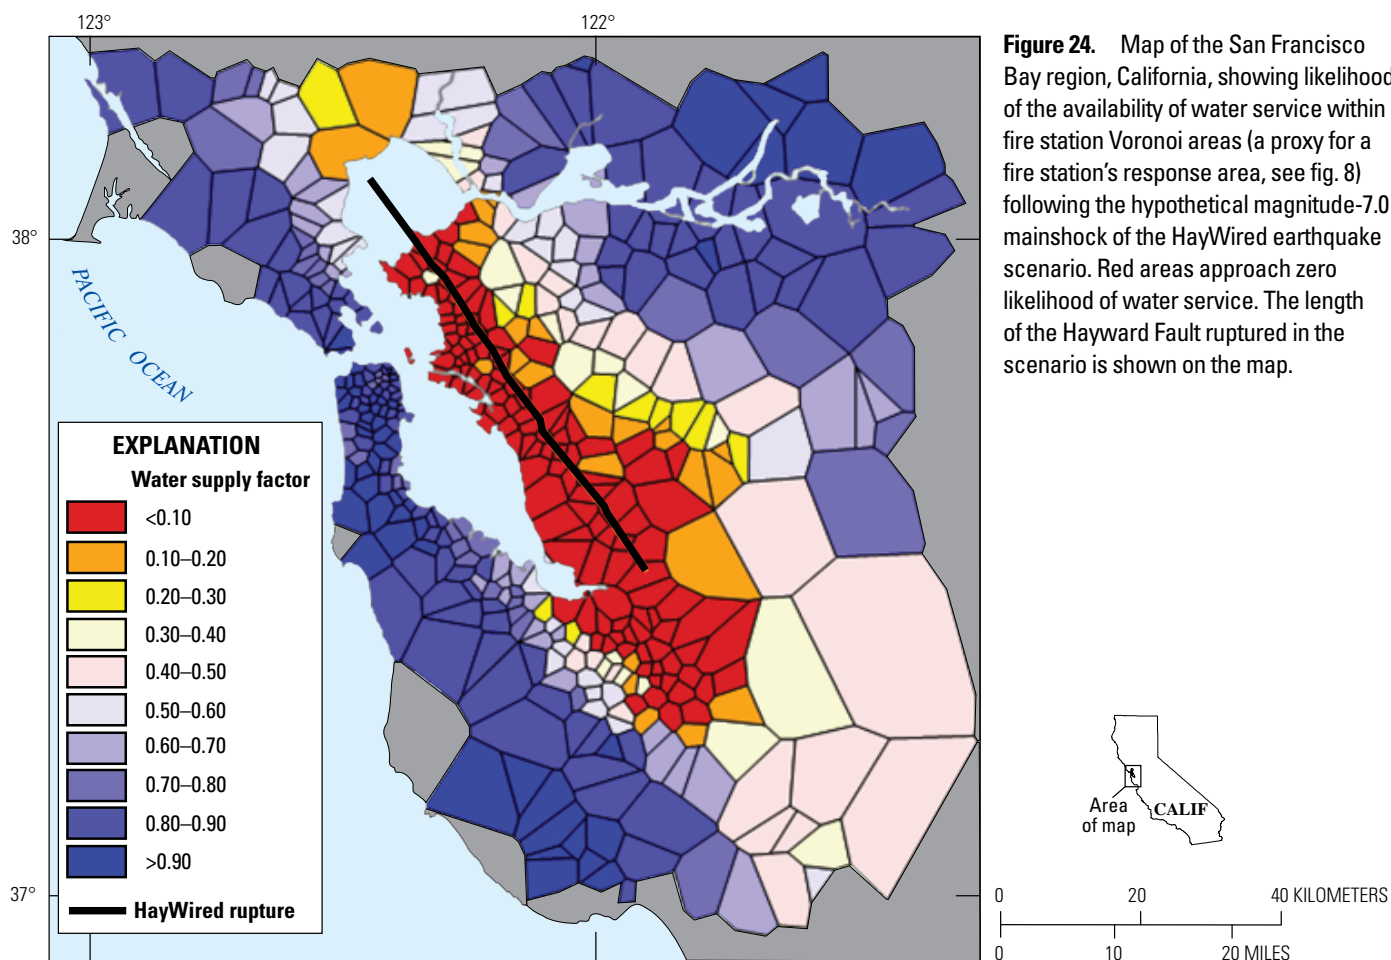 123°
122°
38°
37°
PACIFIC OCEAN
EXPLANATION
Water supply factor
<0.10
0.10–0.20
0.20–0.30
0.30–0.40
0.40–0.50
0.50–0.60
0.60–0.70
0.70–0.80
0.80–0.90
>0.90
HayWired rupture
Figure 24. Map of the San Francisco
Bay region, California, showing likelihood
of the availability of water service within
fire station Voronoi areas (a proxy for a
fire station’s response area, see fig. 8)
following the hypothetical magnitude-7.0
mainshock of the HayWired earthquake
scenario. Red areas approach zero
likelihood of water service. The length
of the Hayward Fault ruptured in the
scenario is shown on the map.
Area
of map
CALIF
0 20 40 KILOMETERS
0 10 20 MILES